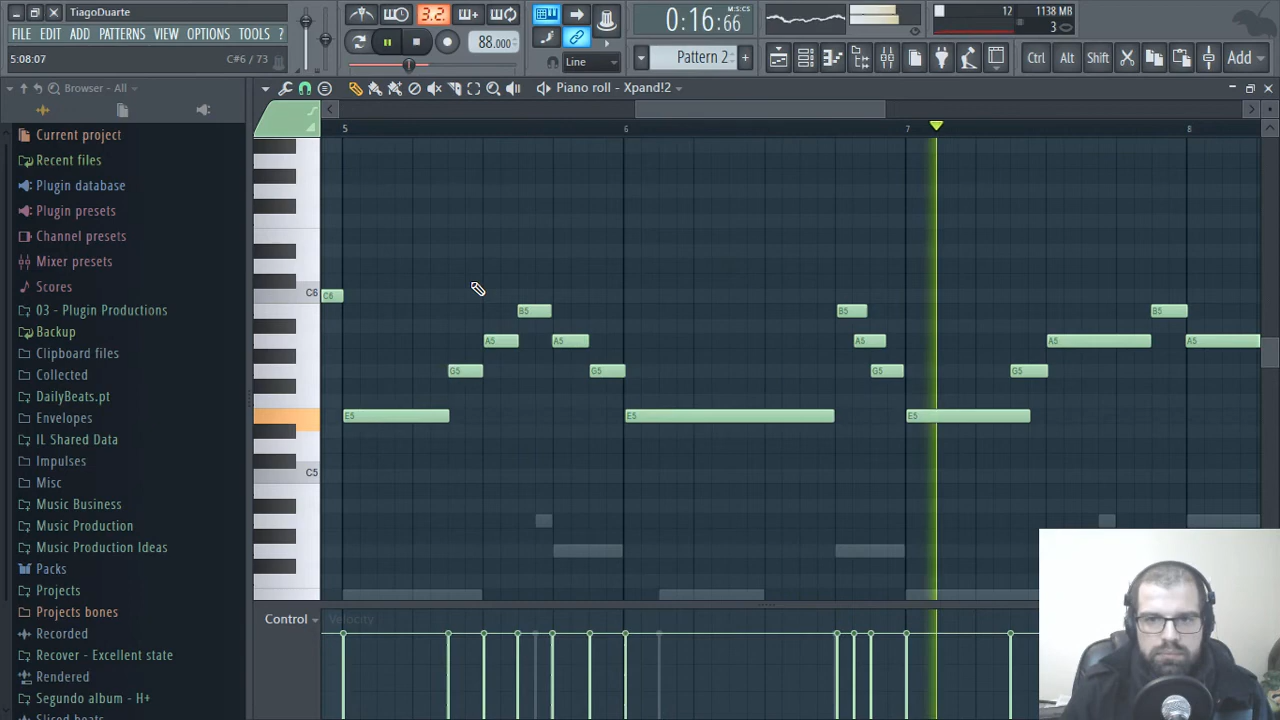 TiagoDuarte
FILE EDIT ADD PATTERNS VIEW OPTIONS TOOLS ?
5:08:07 C#6 / 73
3.2.
88.000
Line
0:16:66
M:S:CS
Pattern 2
12
1138 MB
3
Ctrl Alt Shift
Add
Browser - All
Piano roll - Xpand!2
5 6 7 8
Current project
Recent files
Plugin database
Plugin presets
Channel presets
Mixer presets
Scores
03 - Plugin Productions
Backup
Clipboard files
Collected
DailyBeats.pt
Envelopes
IL Shared Data
Impulses
Misc
Music Business
Music Production
Music Production Ideas
Packs
Projects
Projects bones
Recorded
Recover - Excellent state
Rendered
Segundo album - H+
Sliced beats
C6 C6
B5 B5 B5
A5 A5 A5 A5 A5
G5 G5 G5 G5
E5 E5 E5
C5
Control Velocity